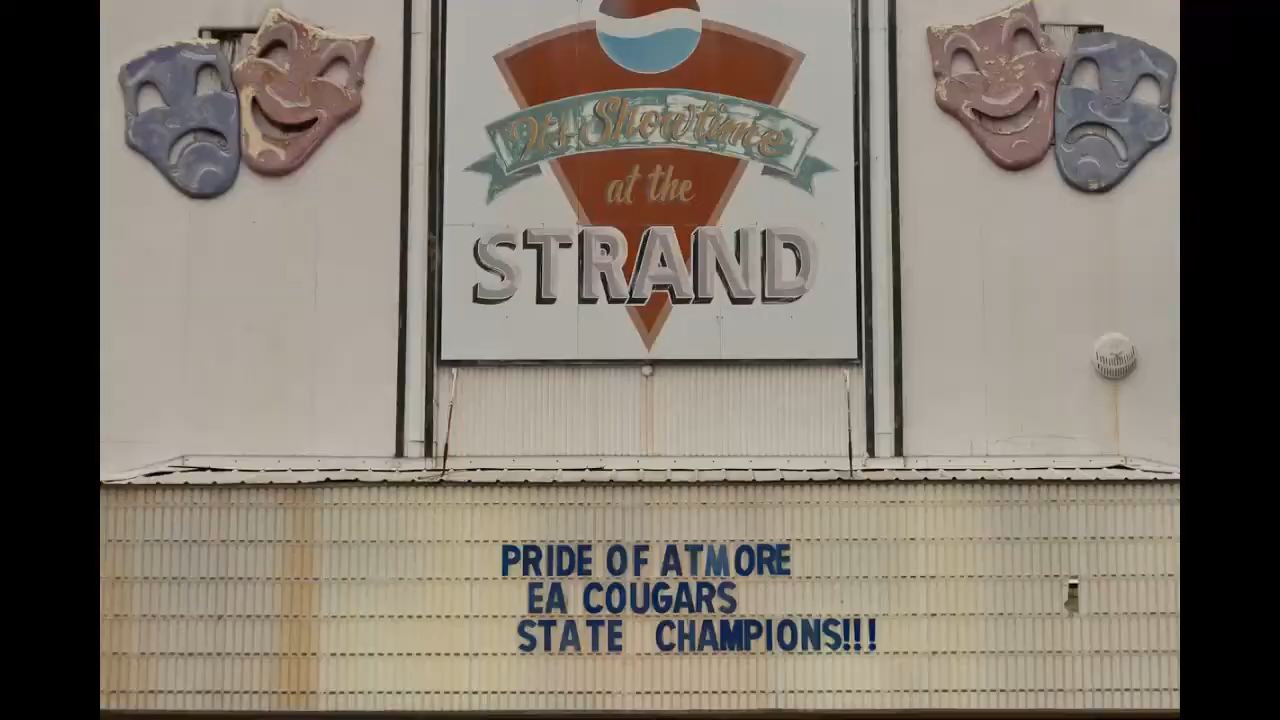 It's Showtime
at the
STRAND
PRIDE OF ATMORE
EA COUGARS
STATE CHAMPIONS!!!